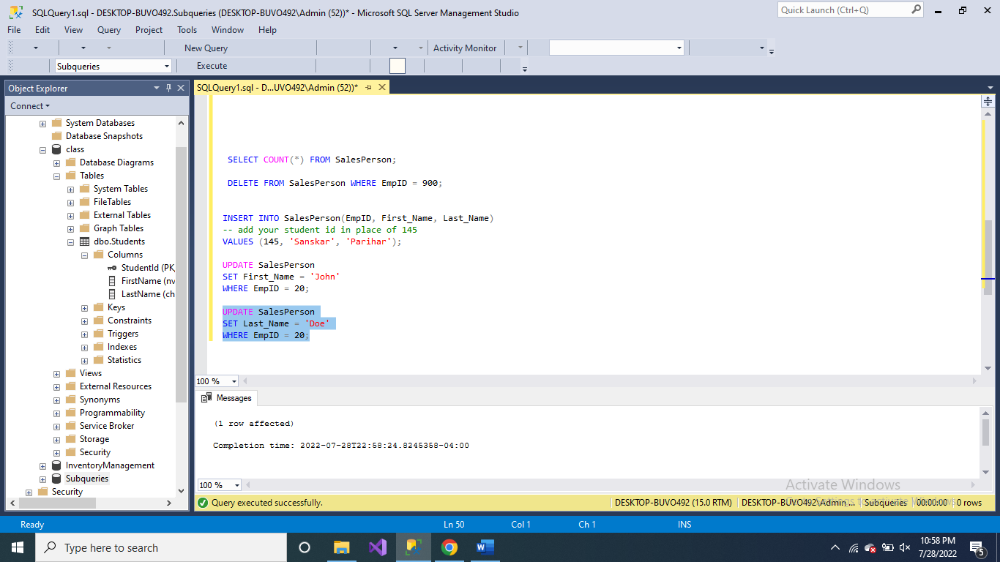 SQLQuery1.sql - DESKTOP-BUVO492.Subqueries (DESKTOP-BUVO492\Admin (52))* - Microsoft SQL Server Management Studio
Quick Launch (Ctrl+Q)
File Edit View Query Project Tools Window Help
New Query Activity Monitor
Subqueries Execute
Object Explorer
Connect
System Databases
Database Snapshots
class
Database Diagrams
Tables
System Tables
FileTables
External Tables
Graph Tables
dbo.Students
Columns
StudentId (PK,
FirstName (nv
LastName (ch
Keys
Constraints
Triggers
Indexes
Statistics
Views
External Resources
Synonyms
Programmability
Service Broker
Storage
Security
InventoryManagement
Subqueries
Security
SQLQuery1.sql - D...UVO492\Admin (52))*
SELECT COUNT(*) FROM SalesPerson;
DELETE FROM SalesPerson WHERE EmpID = 900;
INSERT INTO SalesPerson(EmpID, First_Name, Last_Name)
-- add your student id in place of 145
VALUES (145, 'Sanskar', 'Parihar');
UPDATE SalesPerson
SET First_Name = 'John'
WHERE EmpID = 20;
UPDATE SalesPerson
SET Last_Name = 'Doe'
WHERE EmpID = 20;
100 %
Messages
(1 row affected)
Completion time: 2022-07-28T22:58:24.8245358-04:00
100 %
Activate Windows
Go to Settings to activate Windows.
Query executed successfully. DESKTOP-BUVO492 (15.0 RTM) DESKTOP-BUVO492\Admin ... Subqueries 00:00:00 0 rows
Ready Ln 50 Col 1 Ch 1 INS
Type here to search
10:58 PM
7/28/2022
5